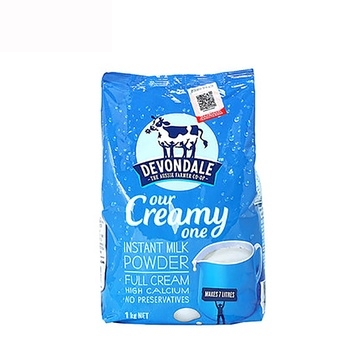 DEVONDALE
THE AUSSIE FARMER CO-OP
our
Creamy
one
INSTANT MILK
POWDER
FULL CREAM
HIGH CALCIUM
NO PRESERVATIVES
MAKES 7 LITRES
1 kg NET